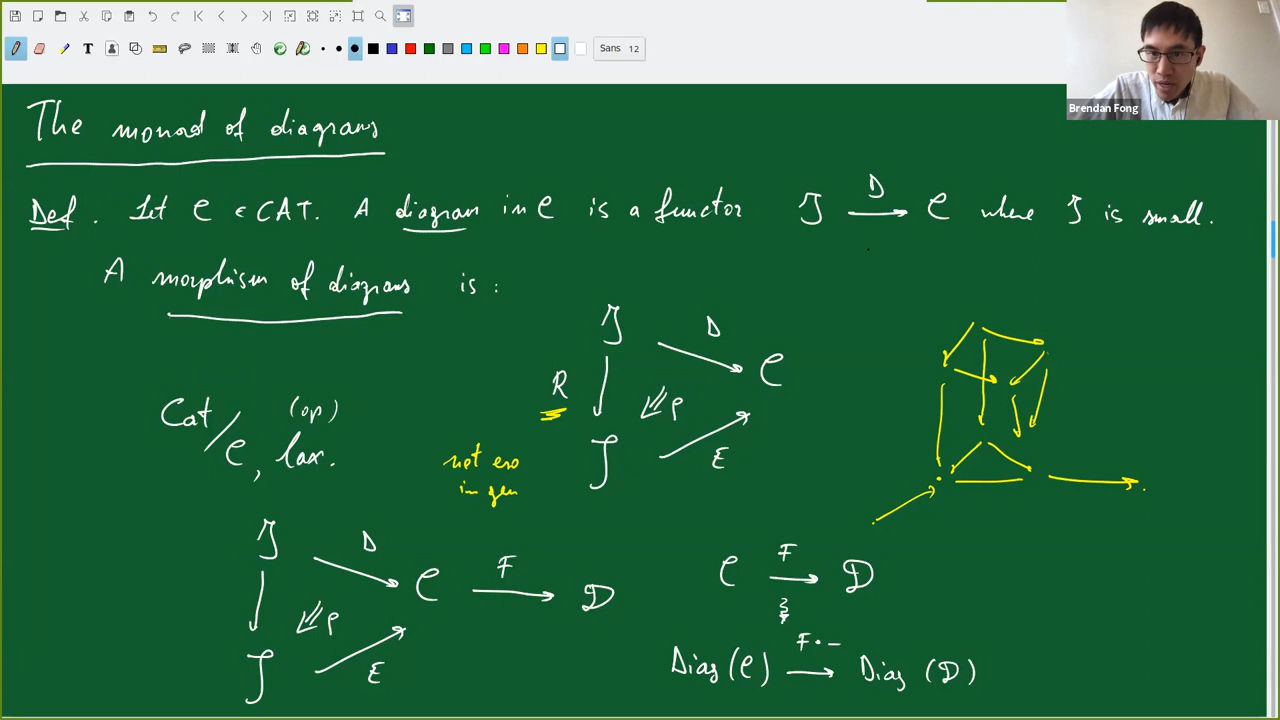 Sans 12
Brendan Fong
The monad of diagrams
Def. Let C ∈ CAT. A diagram in C is a functor J D→ C where J is small.
A morphism of diagrams is :
J D
R ρ C
Cat/C, lax. (op)
J E
not eso
in gen
J D C F D
ρ
J E
C F→ D
Diag (C) F·−→ Diag (D)